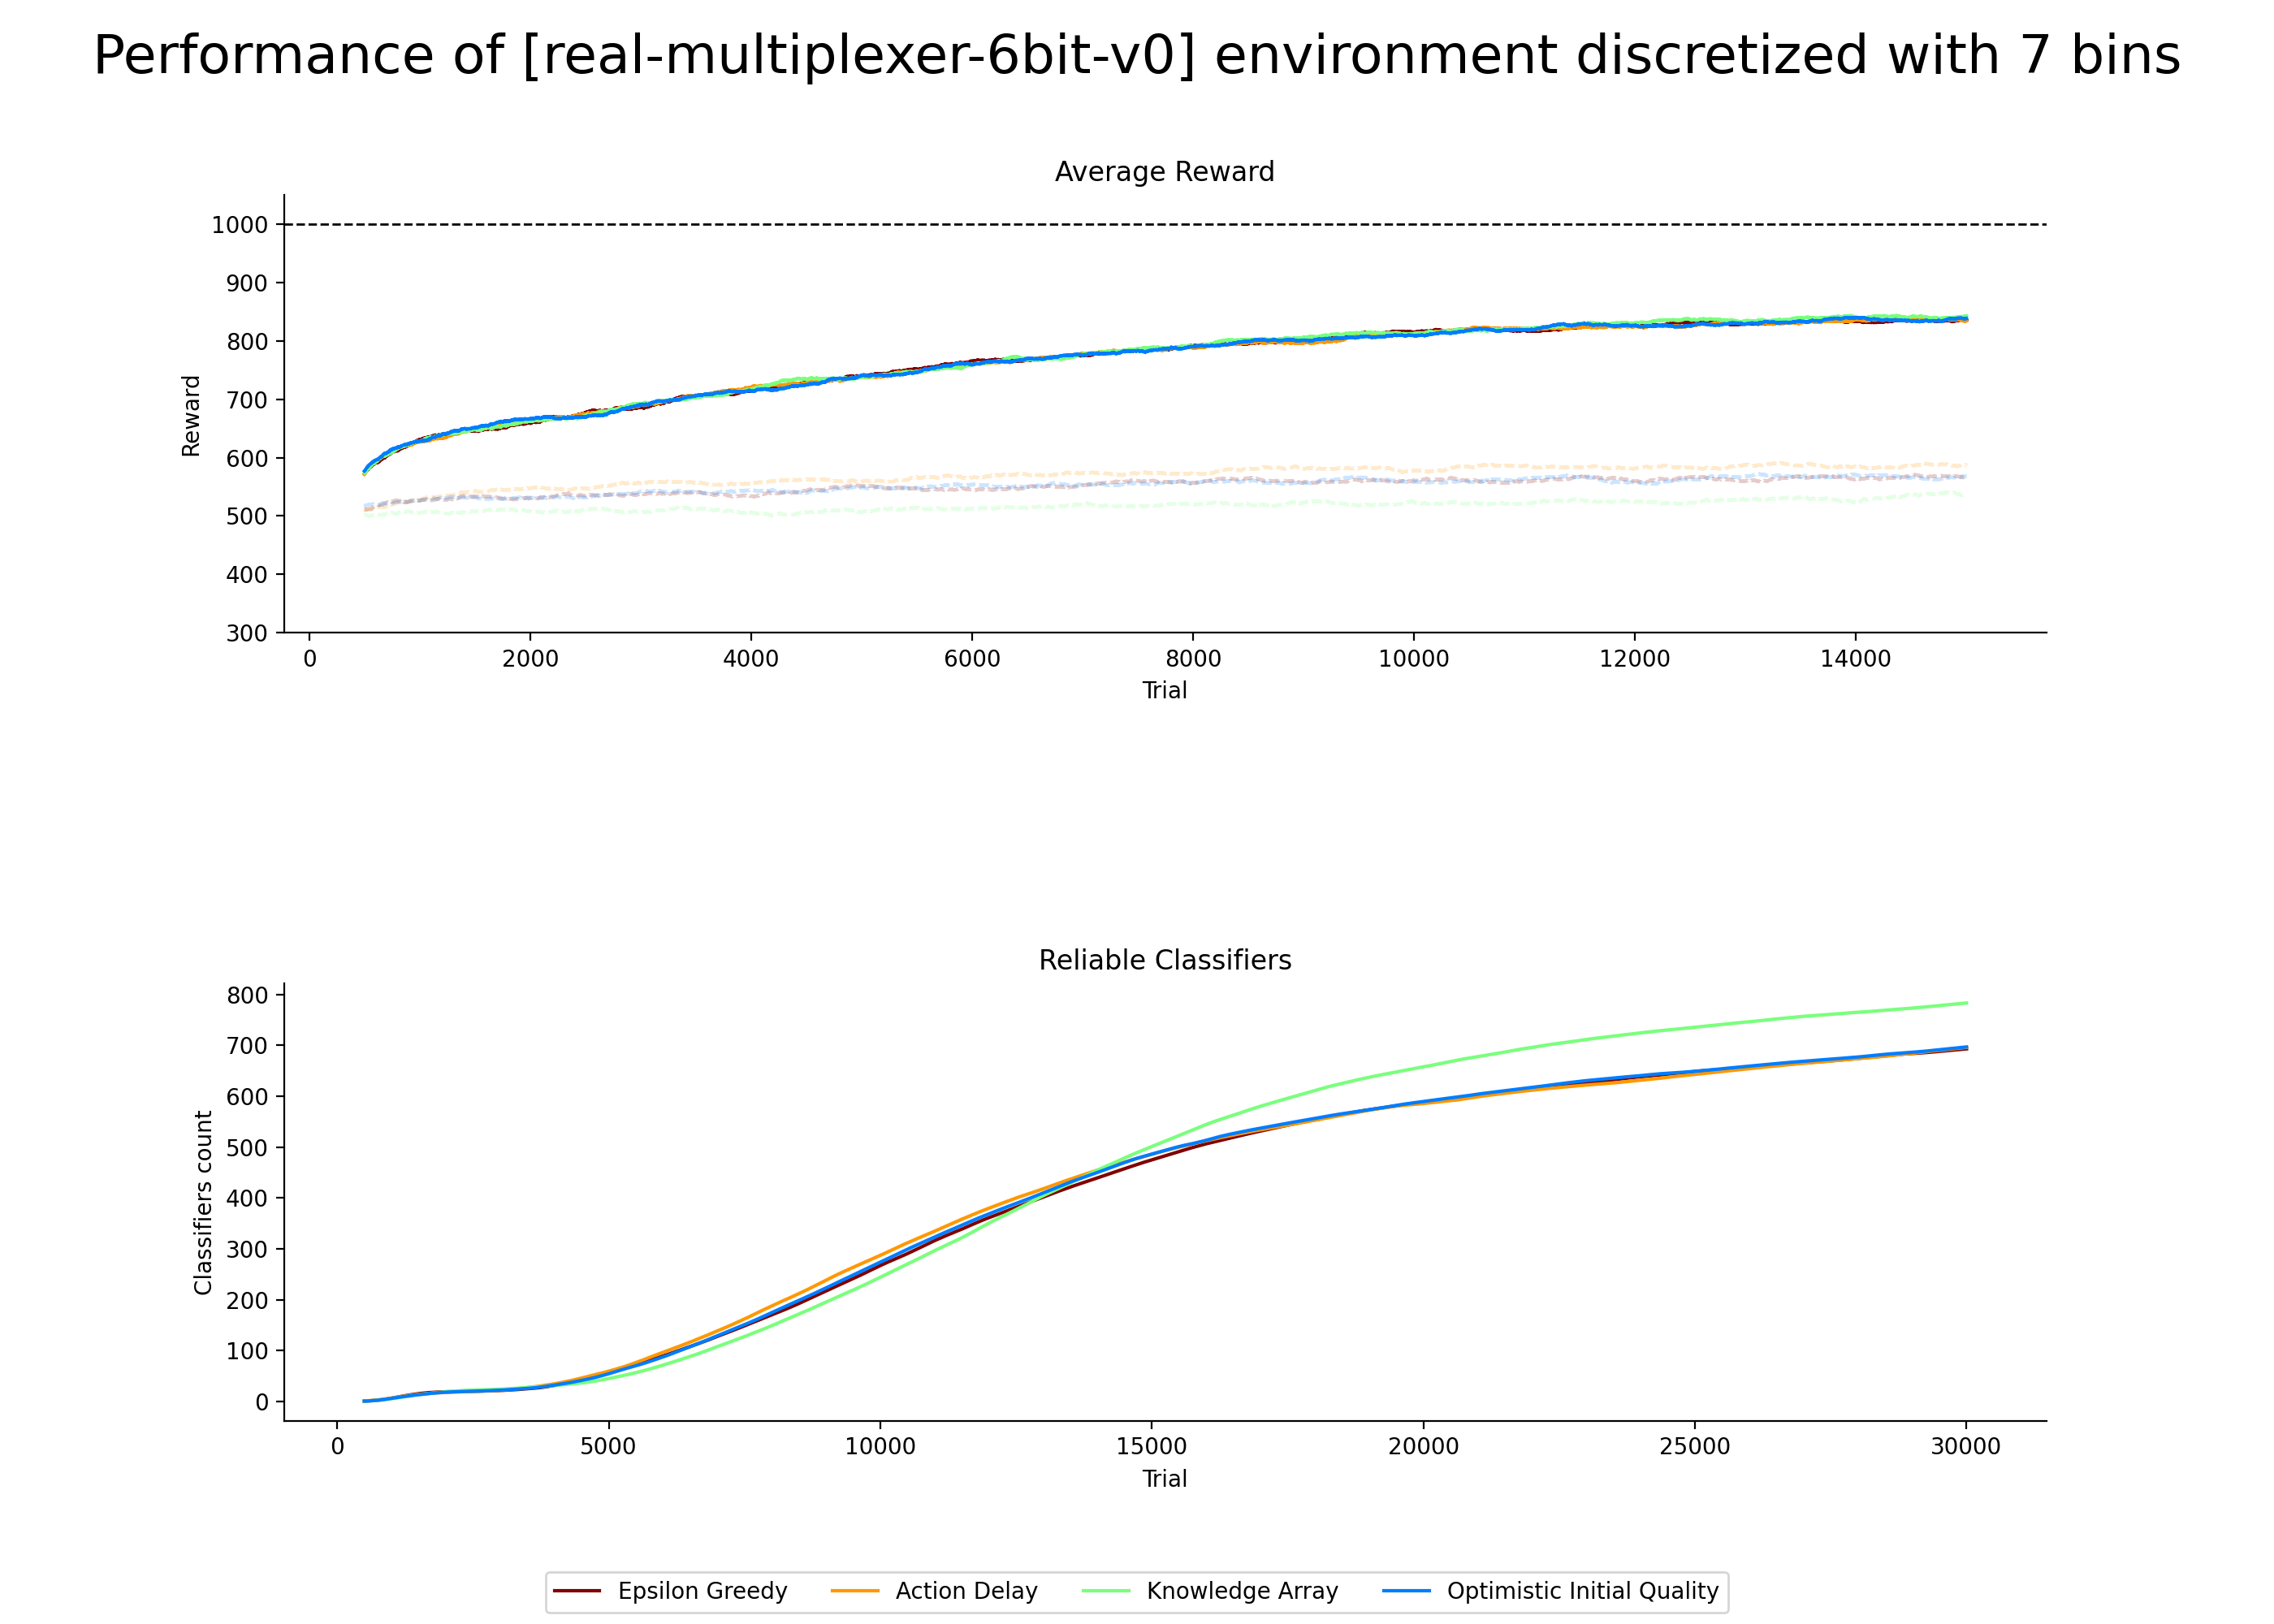 Performance of [real-multiplexer-6bit-v0] environment discretized with 7 bins
Average Reward
1000
900
800
700
600
500
400
300
Reward
0 2000 4000 6000 8000 10000 12000 14000
Trial
Reliable Classifiers
800
700
600
500
400
300
200
100
0
Classifiers count
0 5000 10000 15000 20000 25000 30000
Trial
Epsilon Greedy Action Delay Knowledge Array Optimistic Initial Quality